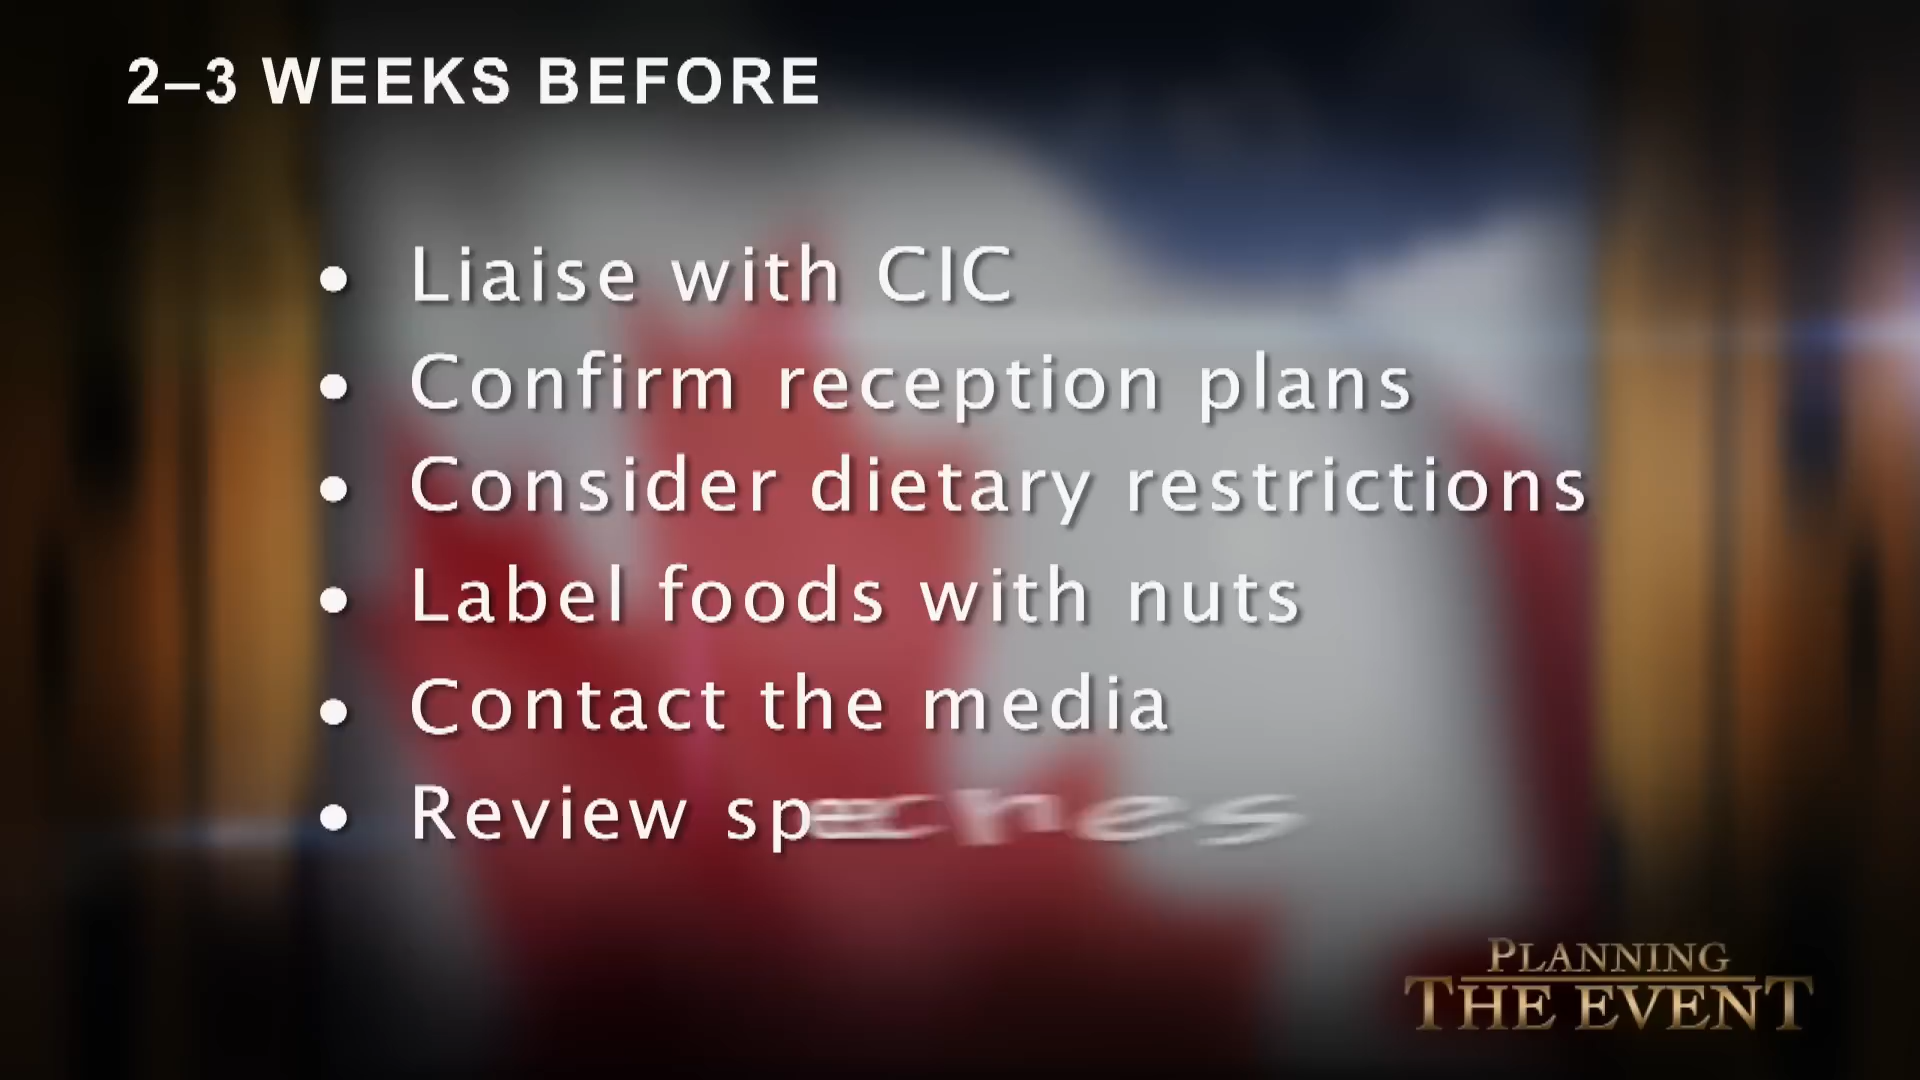 2–3 WEEKS BEFORE
• Liaise with CIC
• Confirm reception plans
• Consider dietary restrictions
• Label foods with nuts
• Contact the media
• Review speeches
PLANNING
THE EVENT